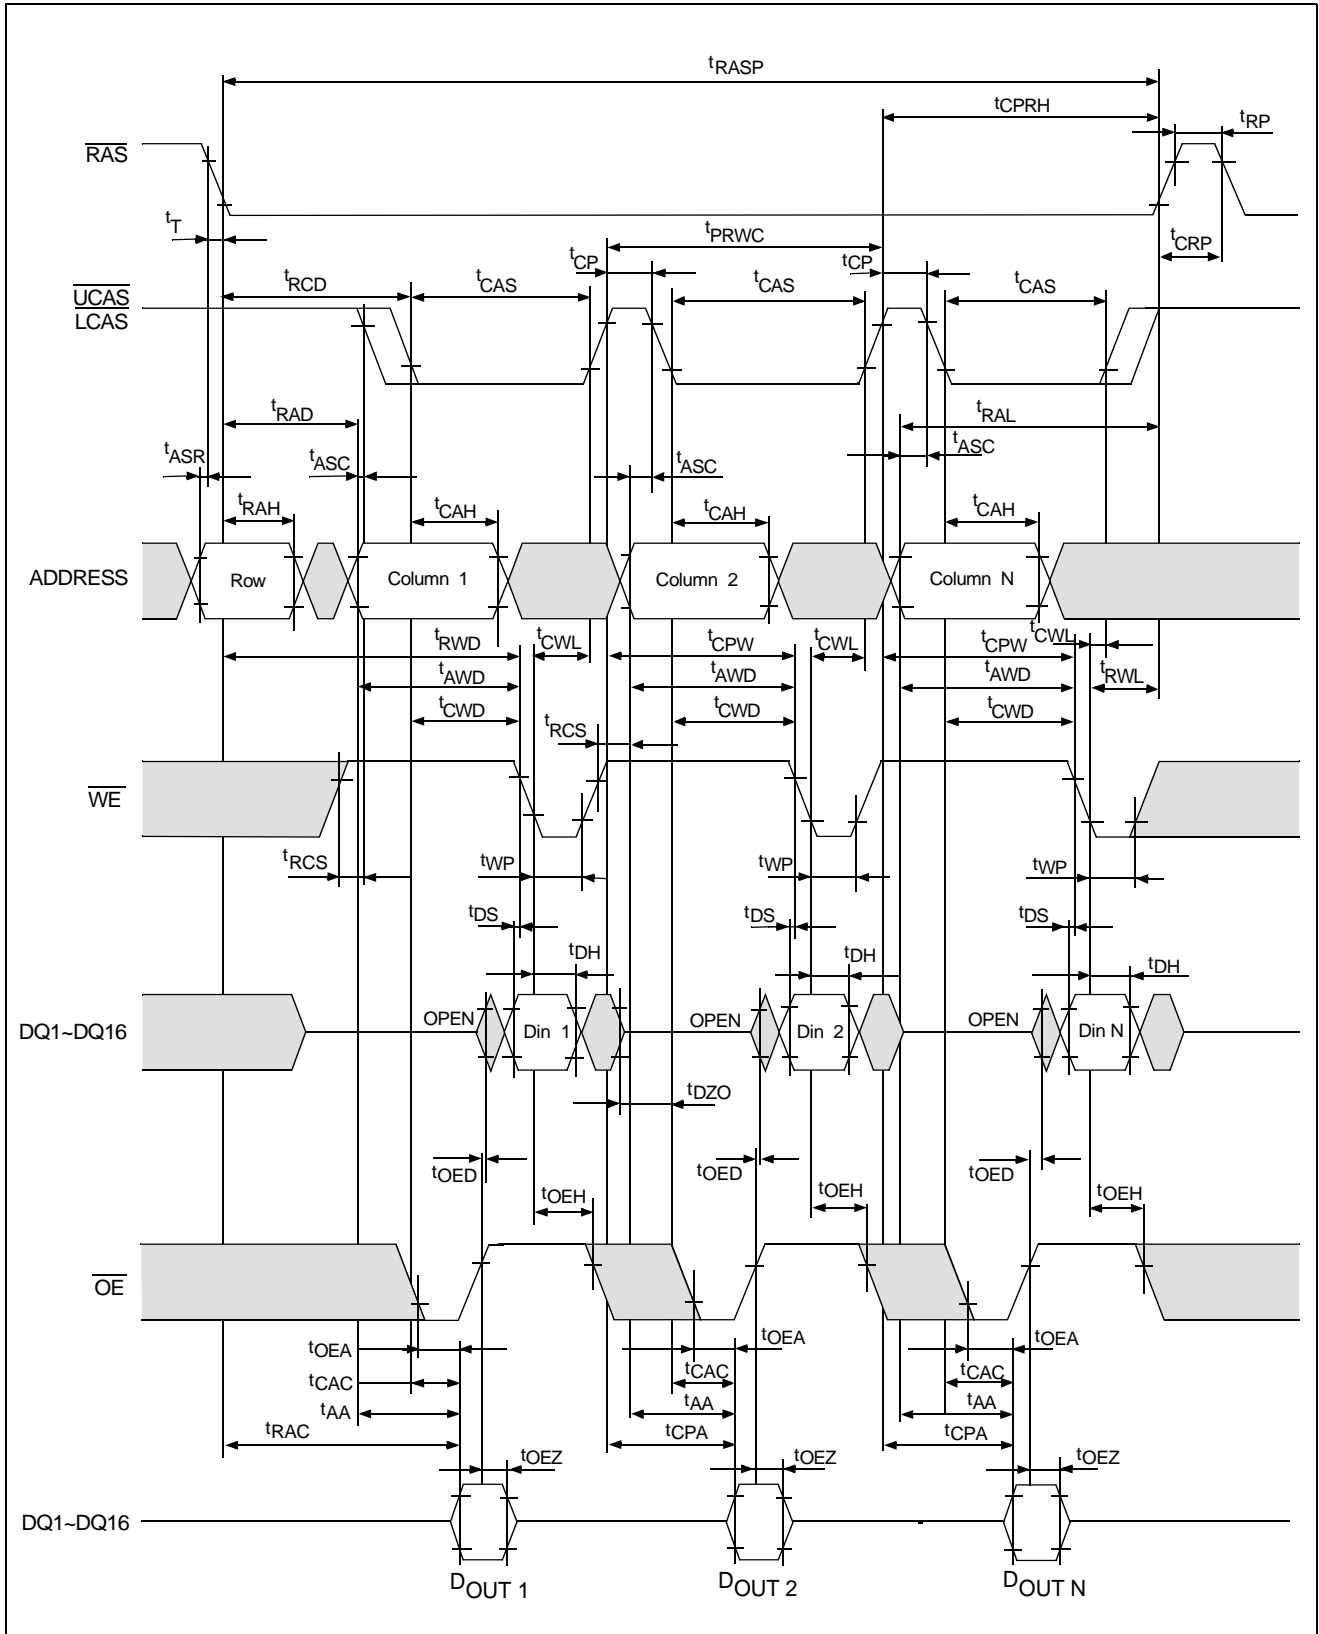 tRASP
tCPRH
tRP
RAS
tT
tPRWC
tCRP
tCP
tCP
tRCD
tCAS
tCAS
tCAS
UCAS
LCAS
tRAD
tRAL
tASR
tASC
tASC
tASC
tRAH
tCAH
tCAH
tCAH
ADDRESS
Row
Column 1
Column 2
Column N
tRWD
tCWL
tCPW
tCWL
tCPW
tCWL
tAWD
tAWD
tAWD
tRWL
tCWD
tRCS
tCWD
tCWD
WE
tRCS
tWP
tWP
tWP
tDS
tDS
tDS
tDH
tDH
tDH
DQ1~DQ16
OPEN
Din 1
OPEN
Din 2
OPEN
Din N
tDZO
tOED
tOED
tOED
tOEH
tOEH
tOEH
OE
tOEA
tOEA
tOEA
tCAC
tCAC
tCAC
tAA
tAA
tAA
tRAC
tCPA
tCPA
tOEZ
tOEZ
tOEZ
DQ1~DQ16
DOUT 1
DOUT 2
DOUT N